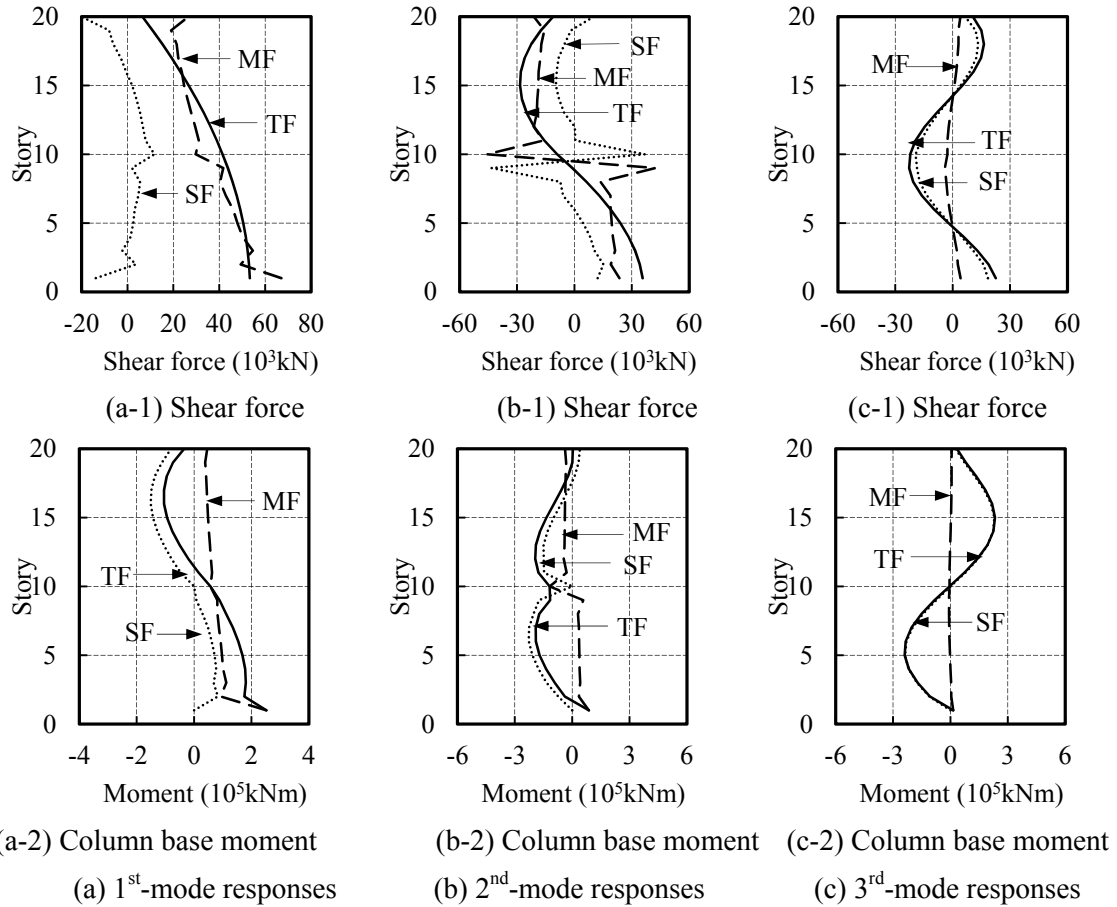 20
15
10
5
0
Story
MF
TF
SF
-20 0 20 40 60 80
Shear force (10³kN)
(a-1) Shear force
20
15
10
5
0
Story
SF
MF
TF
-60 -30 0 30 60
Shear force (10³kN)
(b-1) Shear force
20
15
10
5
0
Story
MF
TF
SF
-60 -30 0 30 60
Shear force (10³kN)
(c-1) Shear force
20
15
10
5
0
Story
MF
TF
SF
-4 -2 0 2 4
Moment (10⁵kNm)
(a-2) Column base moment
20
15
10
5
0
Story
MF
SF
TF
-6 -3 0 3 6
Moment (10⁵kNm)
(b-2) Column base moment
20
15
10
5
0
Story
MF
TF
SF
-6 -3 0 3 6
Moment (10⁵kNm)
(c-2) Column base moment
(a) 1st-mode responses
(b) 2nd-mode responses
(c) 3rd-mode responses